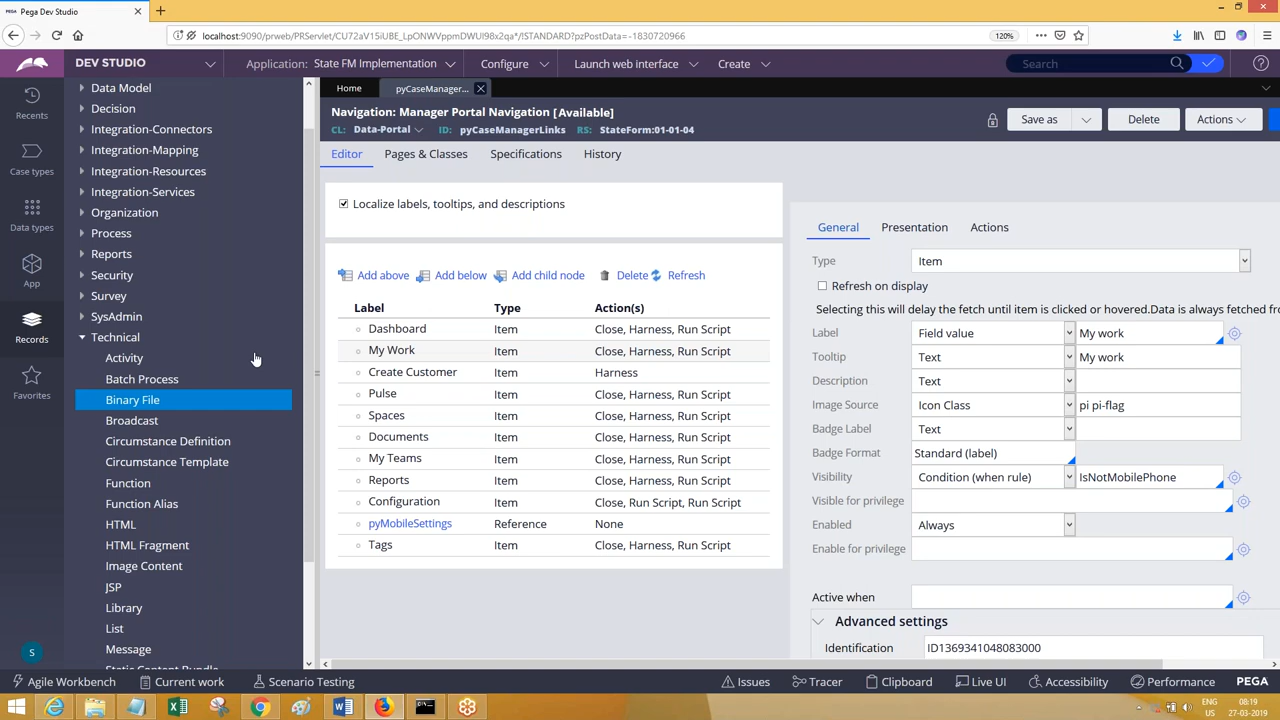 Pega Dev Studio
localhost:9090/prweb/PRServlet/CU72aV15iUBE_LpONWVppmDWUI98x2qa*/!STANDARD?pzPostData=-1830720966
120%
DEV STUDIO
Application: State FM Implementation
Configure
Launch web interface
Create
Search
Recents
Case types
Data types
App
Records
Favorites
S
Data Model
Decision
Integration-Connectors
Integration-Mapping
Integration-Resources
Integration-Services
Organization
Process
Reports
Security
Survey
SysAdmin
Technical
Activity
Batch Process
Binary File
Broadcast
Circumstance Definition
Circumstance Template
Function
Function Alias
HTML
HTML Fragment
Image Content
JSP
Library
List
Message
Static Content Bundle
Home
pyCaseManager...
Navigation: Manager Portal Navigation [Available]
CL: Data-Portal ID: pyCaseManagerLinks RS: StateForm:01-01-04
Save as
Delete
Actions
Editor
Pages & Classes
Specifications
History
Localize labels, tooltips, and descriptions
Add above
Add below
Add child node
Delete
Refresh
Label Type Action(s)
Dashboard Item Close, Harness, Run Script
My Work Item Close, Harness, Run Script
Create Customer Item Harness
Pulse Item Close, Harness, Run Script
Spaces Item Close, Harness, Run Script
Documents Item Close, Harness, Run Script
My Teams Item Close, Harness, Run Script
Reports Item Close, Harness, Run Script
Configuration Item Close, Run Script, Run Script
pyMobileSettings Reference None
Tags Item Close, Harness, Run Script
General
Presentation
Actions
Type Item
Refresh on display
Selecting this will delay the fetch until item is clicked or hovered.Data is always fetched fro
Label Field value My work
Tooltip Text My work
Description Text
Image Source Icon Class pi pi-flag
Badge Label Text
Badge Format Standard (label)
Visibility Condition (when rule) IsNotMobilePhone
Visible for privilege
Enabled Always
Enable for privilege
Active when
Advanced settings
Identification ID1369341048083000
Agile Workbench
Current work
Scenario Testing
Issues
Tracer
Clipboard
Live UI
Accessibility
Performance
PEGA
ENG
US
08:19
27-03-2019